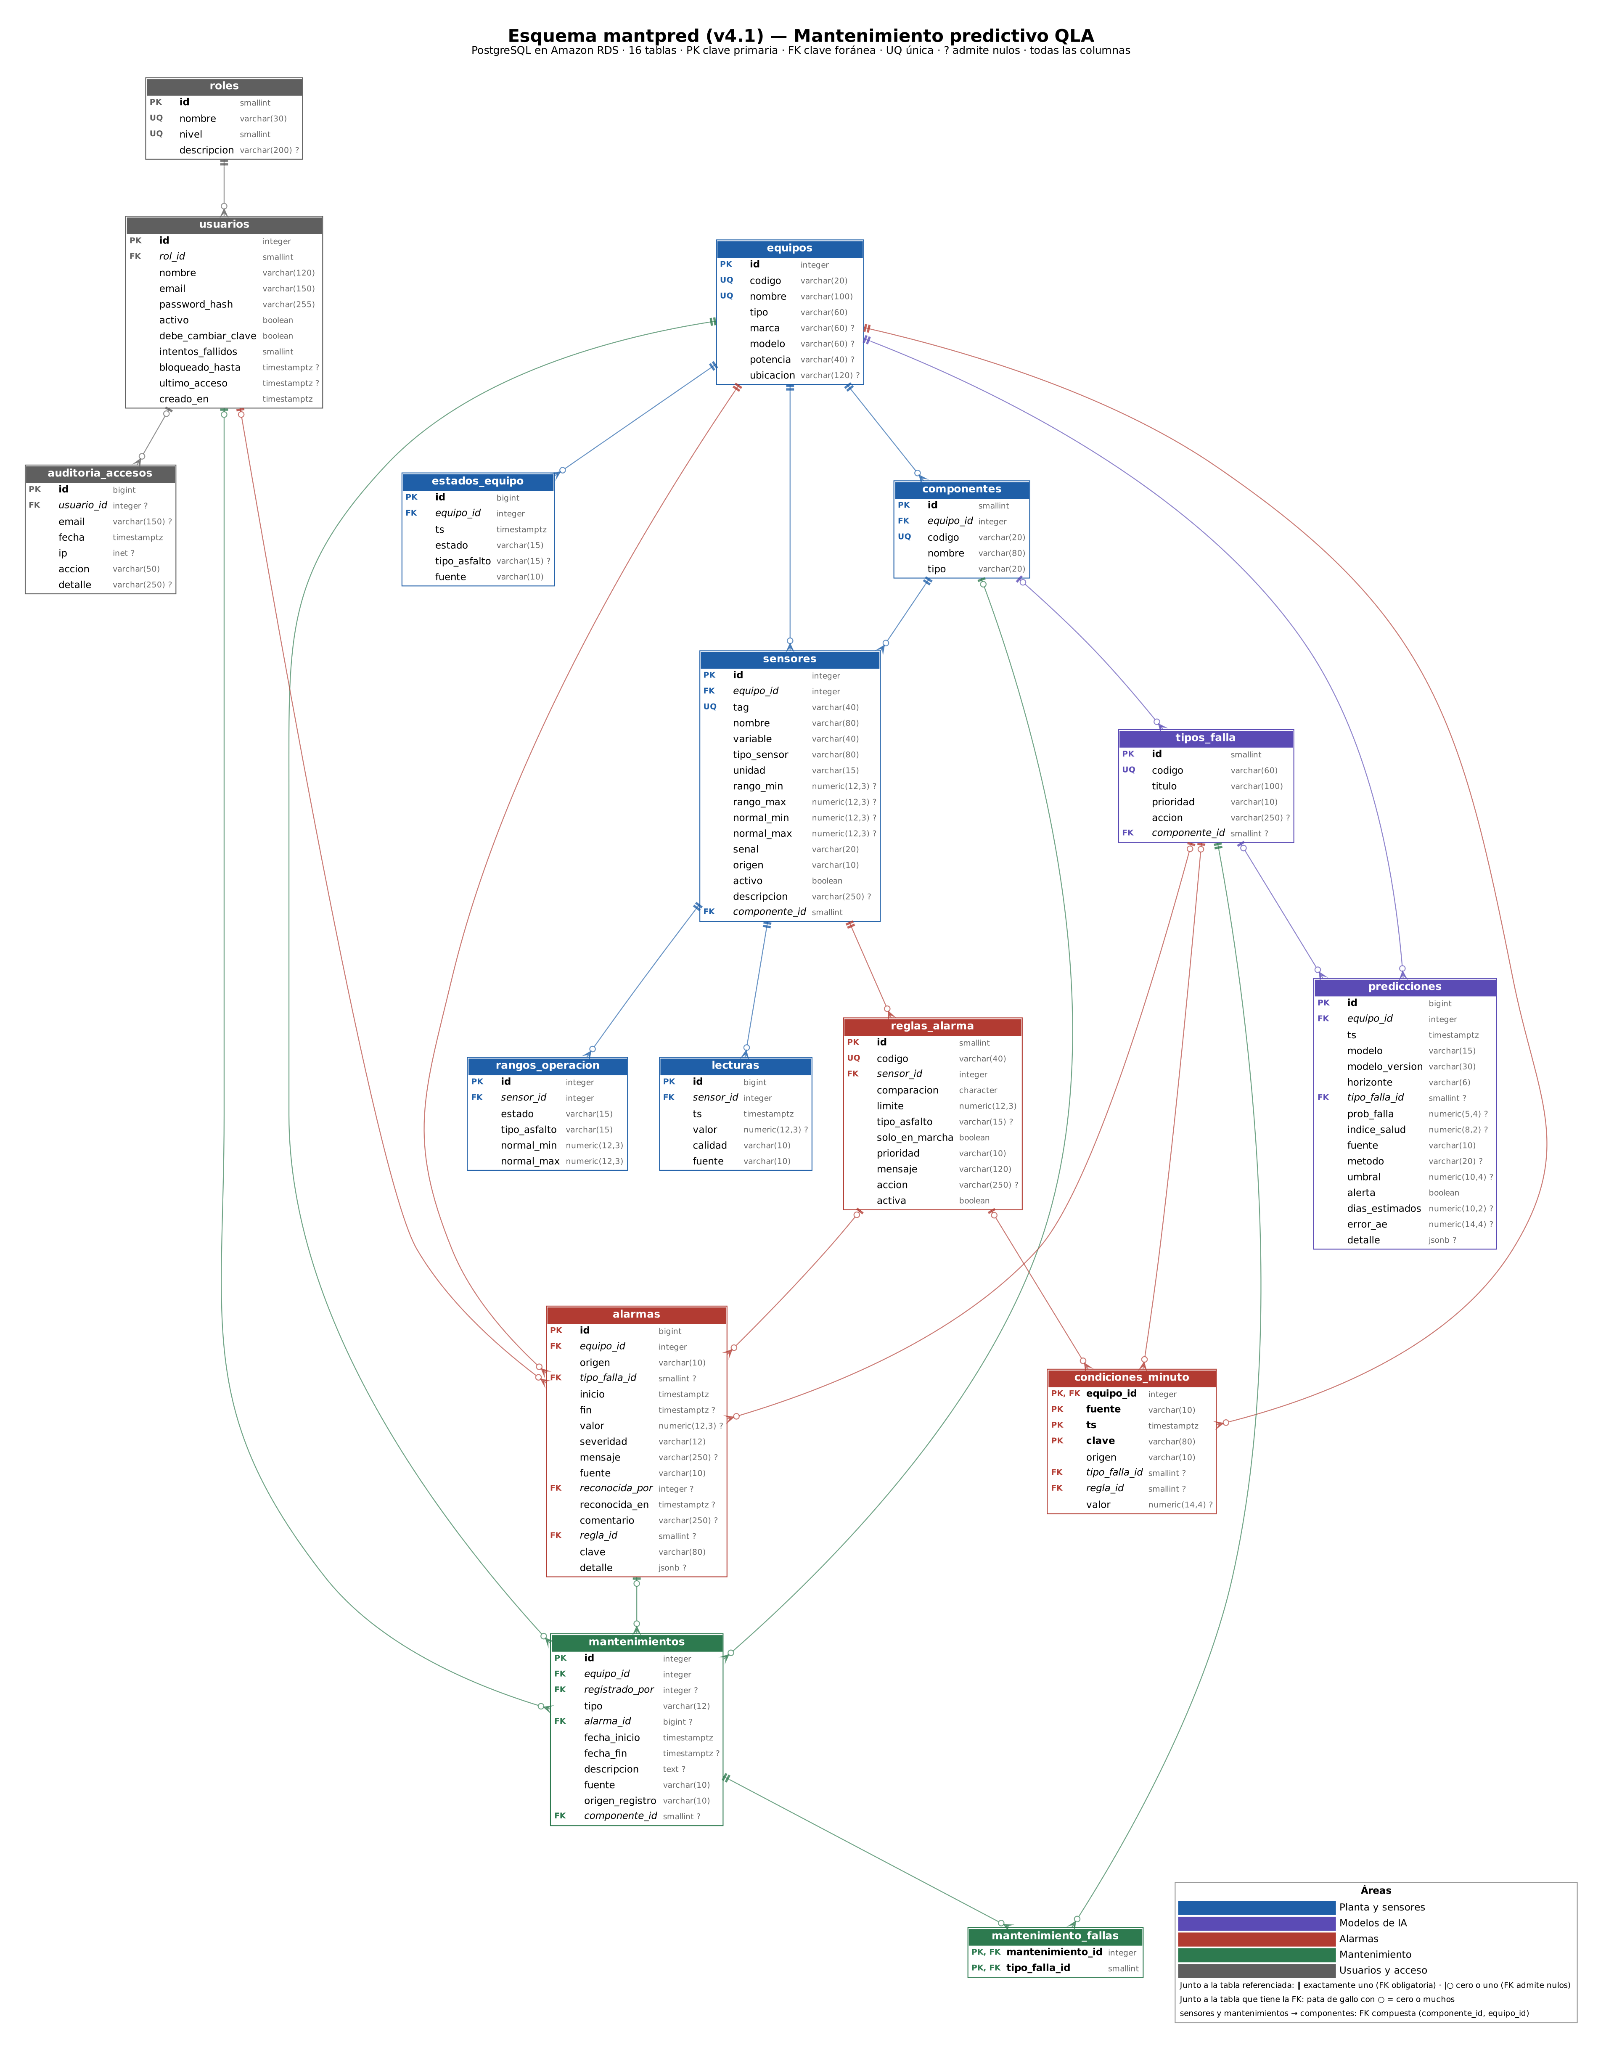 Esquema mantpred (v4.1) — Mantenimiento predictivo QLA
PostgreSQL en Amazon RDS · 16 tablas · PK clave primaria · FK clave foránea · UQ única · ? admite nulos · todas las columnas
roles
PK id smallint
UQ nombre varchar(30)
UQ nivel smallint
descripcion varchar(200) ?
usuarios
PK id integer
FK rol_id smallint
nombre varchar(120)
email varchar(150)
password_hash varchar(255)
activo boolean
debe_cambiar_clave boolean
intentos_fallidos smallint
bloqueado_hasta timestamptz ?
ultimo_acceso timestamptz ?
creado_en timestamptz
equipos
PK id integer
UQ codigo varchar(20)
UQ nombre varchar(100)
tipo varchar(60)
marca varchar(60) ?
modelo varchar(60) ?
potencia varchar(40) ?
ubicacion varchar(120) ?
auditoria_accesos
PK id bigint
FK usuario_id integer ?
email varchar(150) ?
fecha timestamptz
ip inet ?
accion varchar(50)
detalle varchar(250) ?
estados_equipo
PK id bigint
FK equipo_id integer
ts timestamptz
estado varchar(15)
tipo_asfalto varchar(15) ?
fuente varchar(10)
componentes
PK id smallint
FK equipo_id integer
UQ codigo varchar(20)
nombre varchar(80)
tipo varchar(20)
sensores
PK id integer
FK equipo_id integer
UQ tag varchar(40)
nombre varchar(80)
variable varchar(40)
tipo_sensor varchar(80)
unidad varchar(15)
rango_min numeric(12,3) ?
rango_max numeric(12,3) ?
normal_min numeric(12,3) ?
normal_max numeric(12,3) ?
senal varchar(20)
origen varchar(10)
activo boolean
descripcion varchar(250) ?
FK componente_id smallint
tipos_falla
PK id smallint
UQ codigo varchar(60)
titulo varchar(100)
prioridad varchar(10)
accion varchar(250) ?
FK componente_id smallint ?
predicciones
PK id bigint
FK equipo_id integer
ts timestamptz
modelo varchar(15)
modelo_version varchar(30)
horizonte varchar(6)
FK tipo_falla_id smallint ?
prob_falla numeric(5,4) ?
indice_salud numeric(8,2) ?
fuente varchar(10)
metodo varchar(20) ?
umbral numeric(10,4) ?
alerta boolean
dias_estimados numeric(10,2) ?
error_ae numeric(14,4) ?
detalle jsonb ?
rangos_operacion
PK id integer
FK sensor_id integer
estado varchar(15)
tipo_asfalto varchar(15)
normal_min numeric(12,3)
normal_max numeric(12,3)
lecturas
PK id bigint
FK sensor_id integer
ts timestamptz
valor numeric(12,3) ?
calidad varchar(10)
fuente varchar(10)
reglas_alarma
PK id smallint
UQ codigo varchar(40)
FK sensor_id integer
comparacion character
limite numeric(12,3)
tipo_asfalto varchar(15) ?
solo_en_marcha boolean
prioridad varchar(10)
mensaje varchar(120)
accion varchar(250) ?
activa boolean
alarmas
PK id bigint
FK equipo_id integer
origen varchar(10)
FK tipo_falla_id smallint ?
inicio timestamptz
fin timestamptz ?
valor numeric(12,3) ?
severidad varchar(12)
mensaje varchar(250) ?
fuente varchar(10)
FK reconocida_por integer ?
reconocida_en timestamptz ?
comentario varchar(250) ?
FK regla_id smallint ?
clave varchar(80)
detalle jsonb ?
condiciones_minuto
PK, FK equipo_id integer
PK fuente varchar(10)
PK ts timestamptz
PK clave varchar(80)
origen varchar(10)
FK tipo_falla_id smallint ?
FK regla_id smallint ?
valor numeric(14,4) ?
mantenimientos
PK id integer
FK equipo_id integer
FK registrado_por integer ?
tipo varchar(12)
FK alarma_id bigint ?
fecha_inicio timestamptz
fecha_fin timestamptz ?
descripcion text ?
fuente varchar(10)
origen_registro varchar(10)
FK componente_id smallint ?
mantenimiento_fallas
PK, FK mantenimiento_id integer
PK, FK tipo_falla_id smallint
Áreas
Planta y sensores
Modelos de IA
Alarmas
Mantenimiento
Usuarios y acceso
Junto a la tabla referenciada: ‖ exactamente uno (FK obligatoria) · |○ cero o uno (FK admite nulos)
Junto a la tabla que tiene la FK: pata de gallo con ○ = cero o muchos
sensores y mantenimientos → componentes: FK compuesta (componente_id, equipo_id)